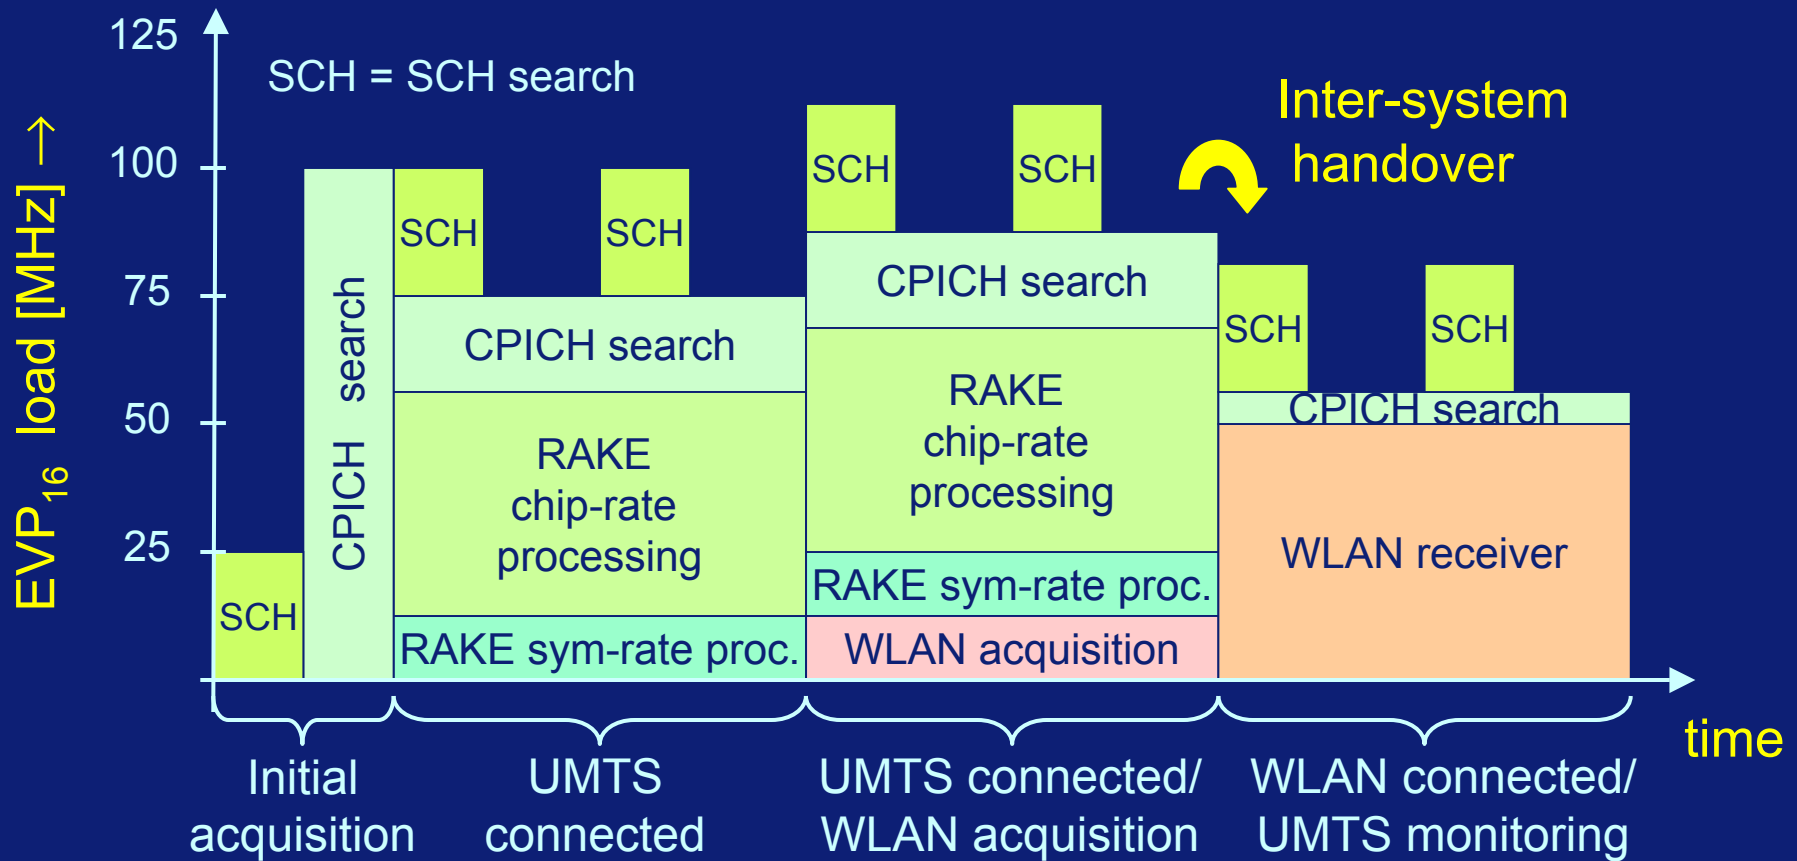 125
100
75
50
25
EVP₁₆ load [MHz] →
SCH = SCH search
Inter-system
handover
SCH
CPICH search
SCH
SCH
CPICH search
RAKE
chip-rate
processing
RAKE sym-rate proc.
SCH
SCH
CPICH search
RAKE
chip-rate
processing
RAKE sym-rate proc.
WLAN acquisition
SCH
SCH
CPICH search
WLAN receiver
time
Initial
acquisition
UMTS
connected
UMTS connected/
WLAN acquisition
WLAN connected/
UMTS monitoring